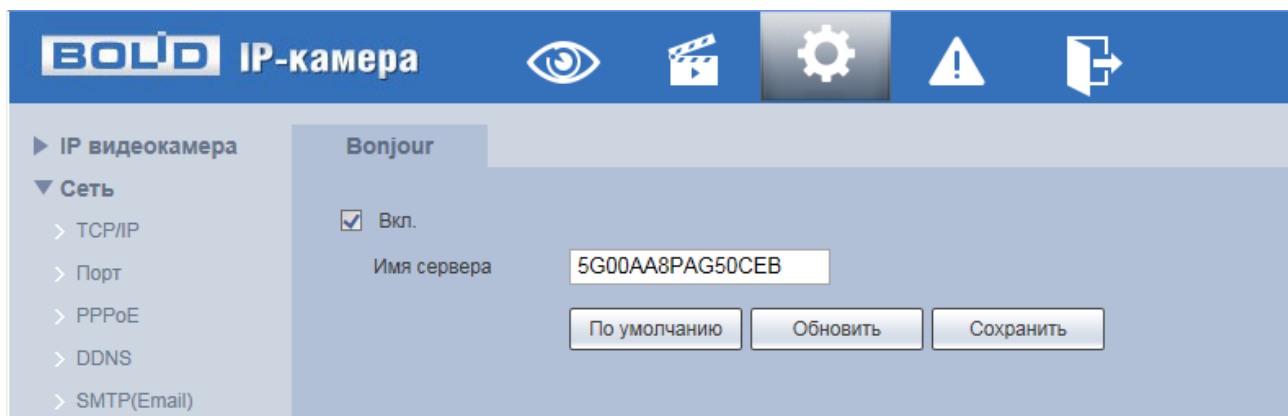 BOLID IP-камера
IP видеокамера
Bonjour
Сеть
TCP/IP
Вкл.
Порт
Имя сервера
5G00AA8PAG50CEB
PPPoE
По умолчанию
Обновить
Сохранить
DDNS
SMTP(Email)